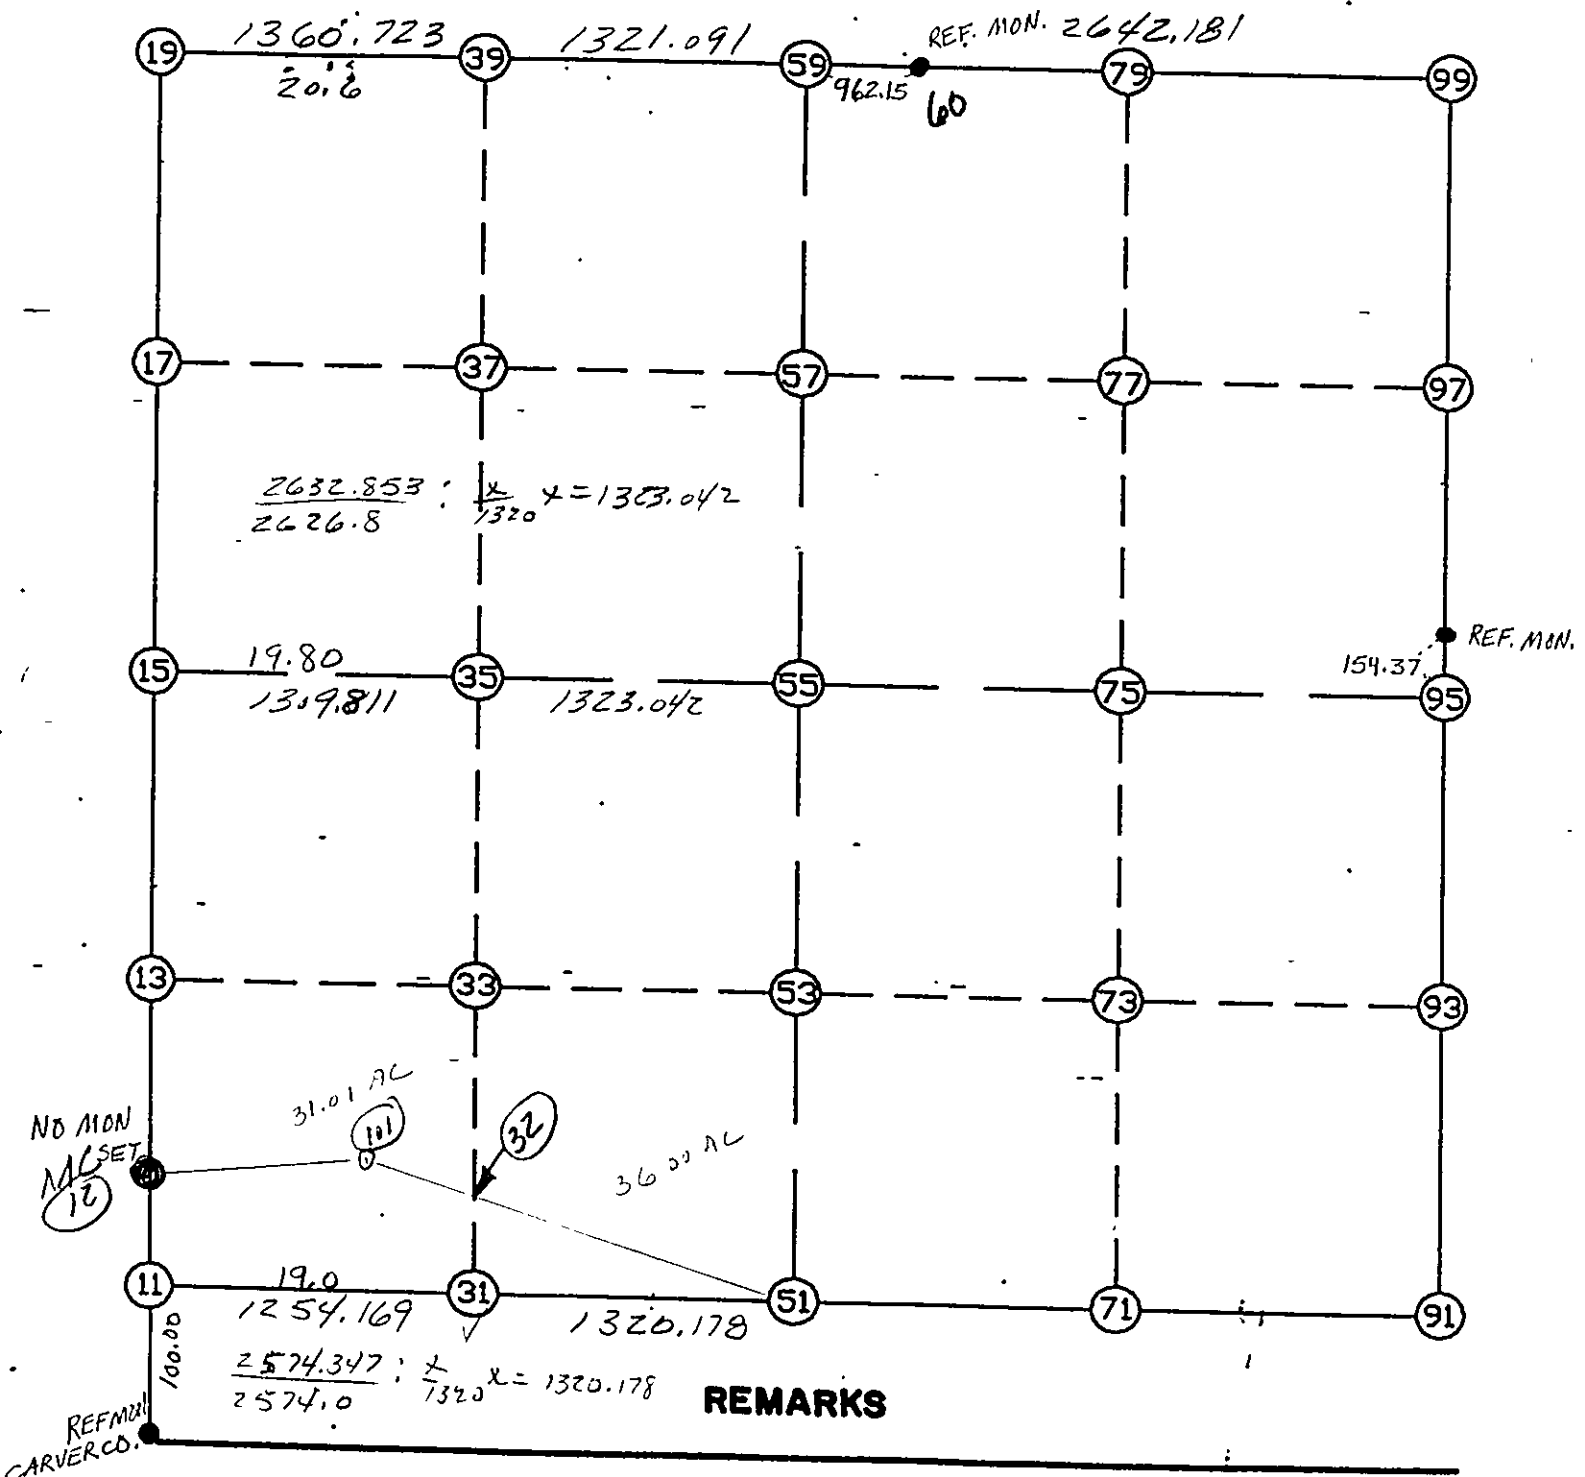 19 1360.723 39 1321.091 59 REF. MON. 2642.181 79 99
20.6 962.15 60
17 37 57 77 97
2632.853 : x x = 1323.042
2626.8 1320
REF. MON.
15 19.80 35 55 75 154.37 95
1309.811 1323.042
13 33 53 73 93
31.01 AC
NO MON 101 32
SET 36.00 AC
MC
12
11 19.0 31 51 71 91
1254.169 1320.178
100.00
2574.347 : x x = 1320.178
2574.0 1320
REMARKS
REF MON
CARVER CO.